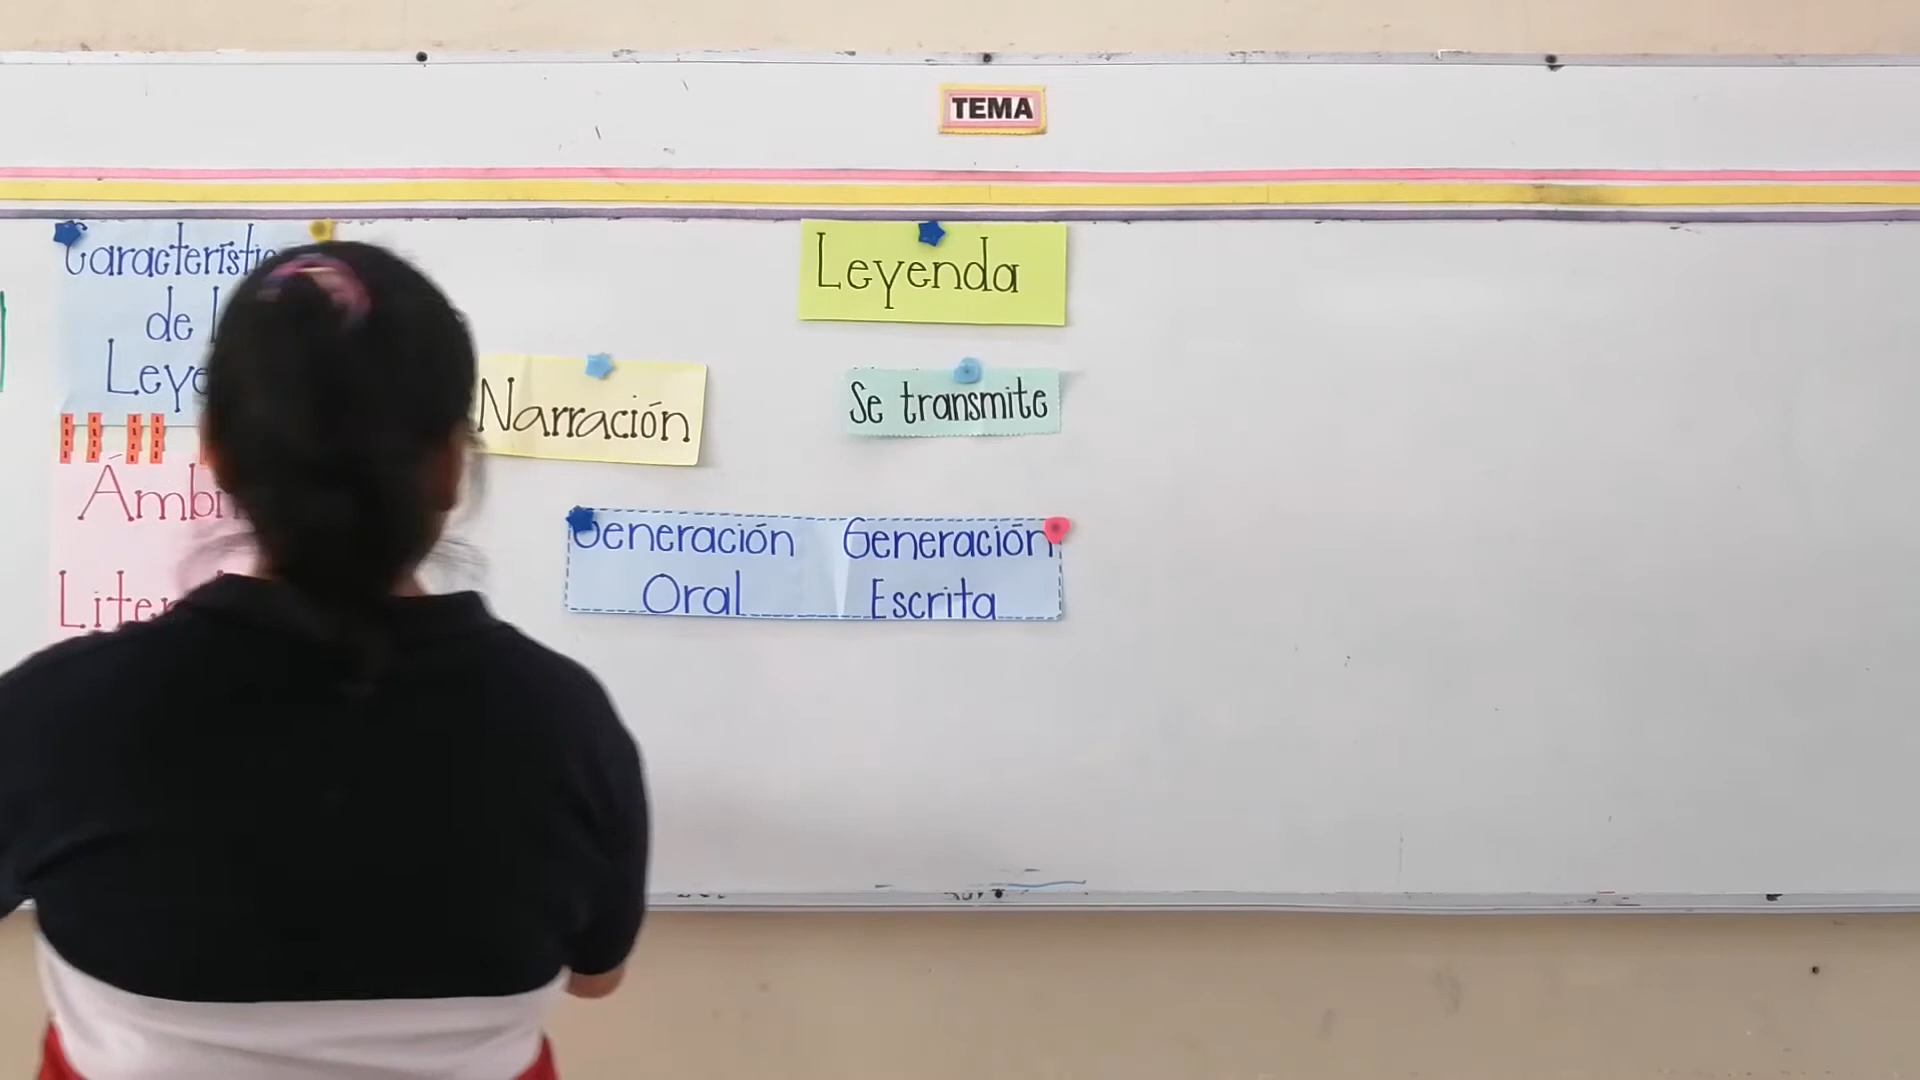 TEMA
de
Leyenda
Narración
Se transmite
Generación
Oral
Generación
Escrita